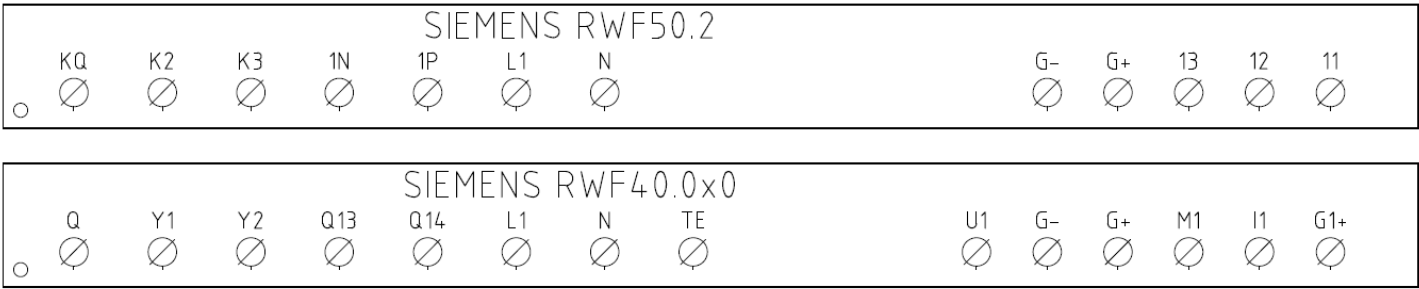 SIEMENS RWF50.2
KQ K2 K3 1N 1P L1 N G- G+ 13 12 11
SIEMENS RWF40.0x0
Q Y1 Y2 Q13 Q14 L1 N TE U1 G- G+ M1 I1 G1+